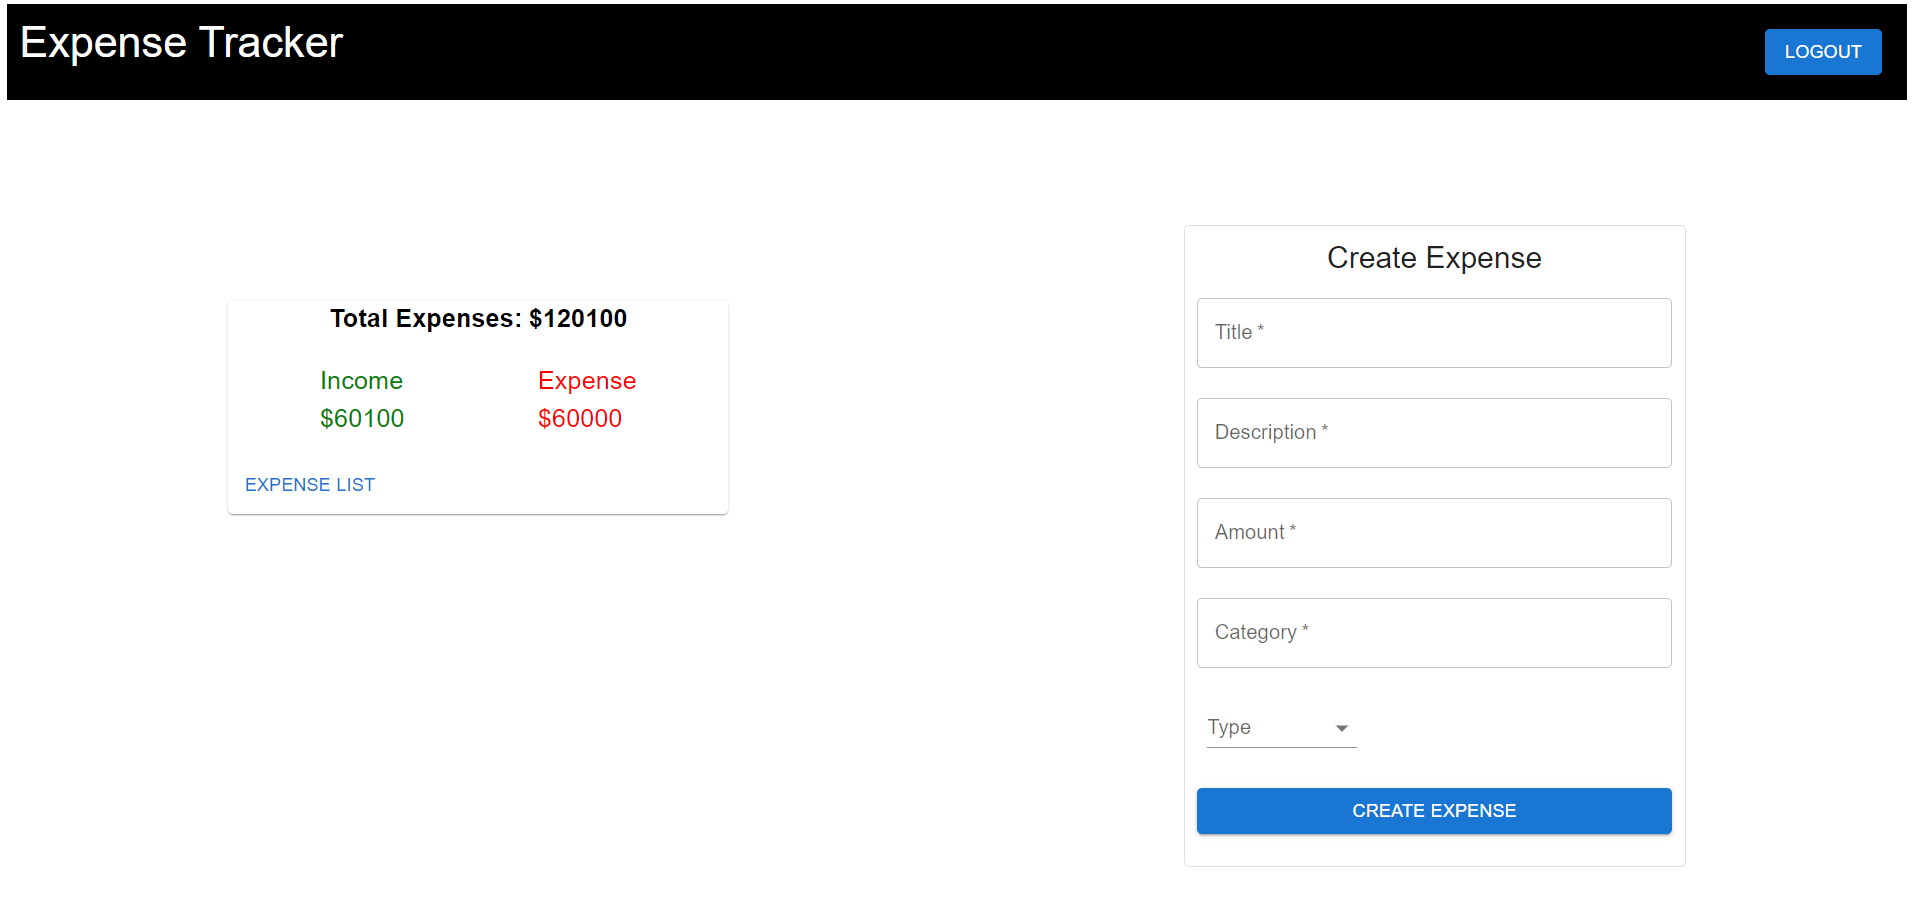 Expense Tracker
LOGOUT
Total Expenses: $120100
Income
$60100
Expense
$60000
EXPENSE LIST
Create Expense
Title *
Description *
Amount *
Category *
Type
CREATE EXPENSE